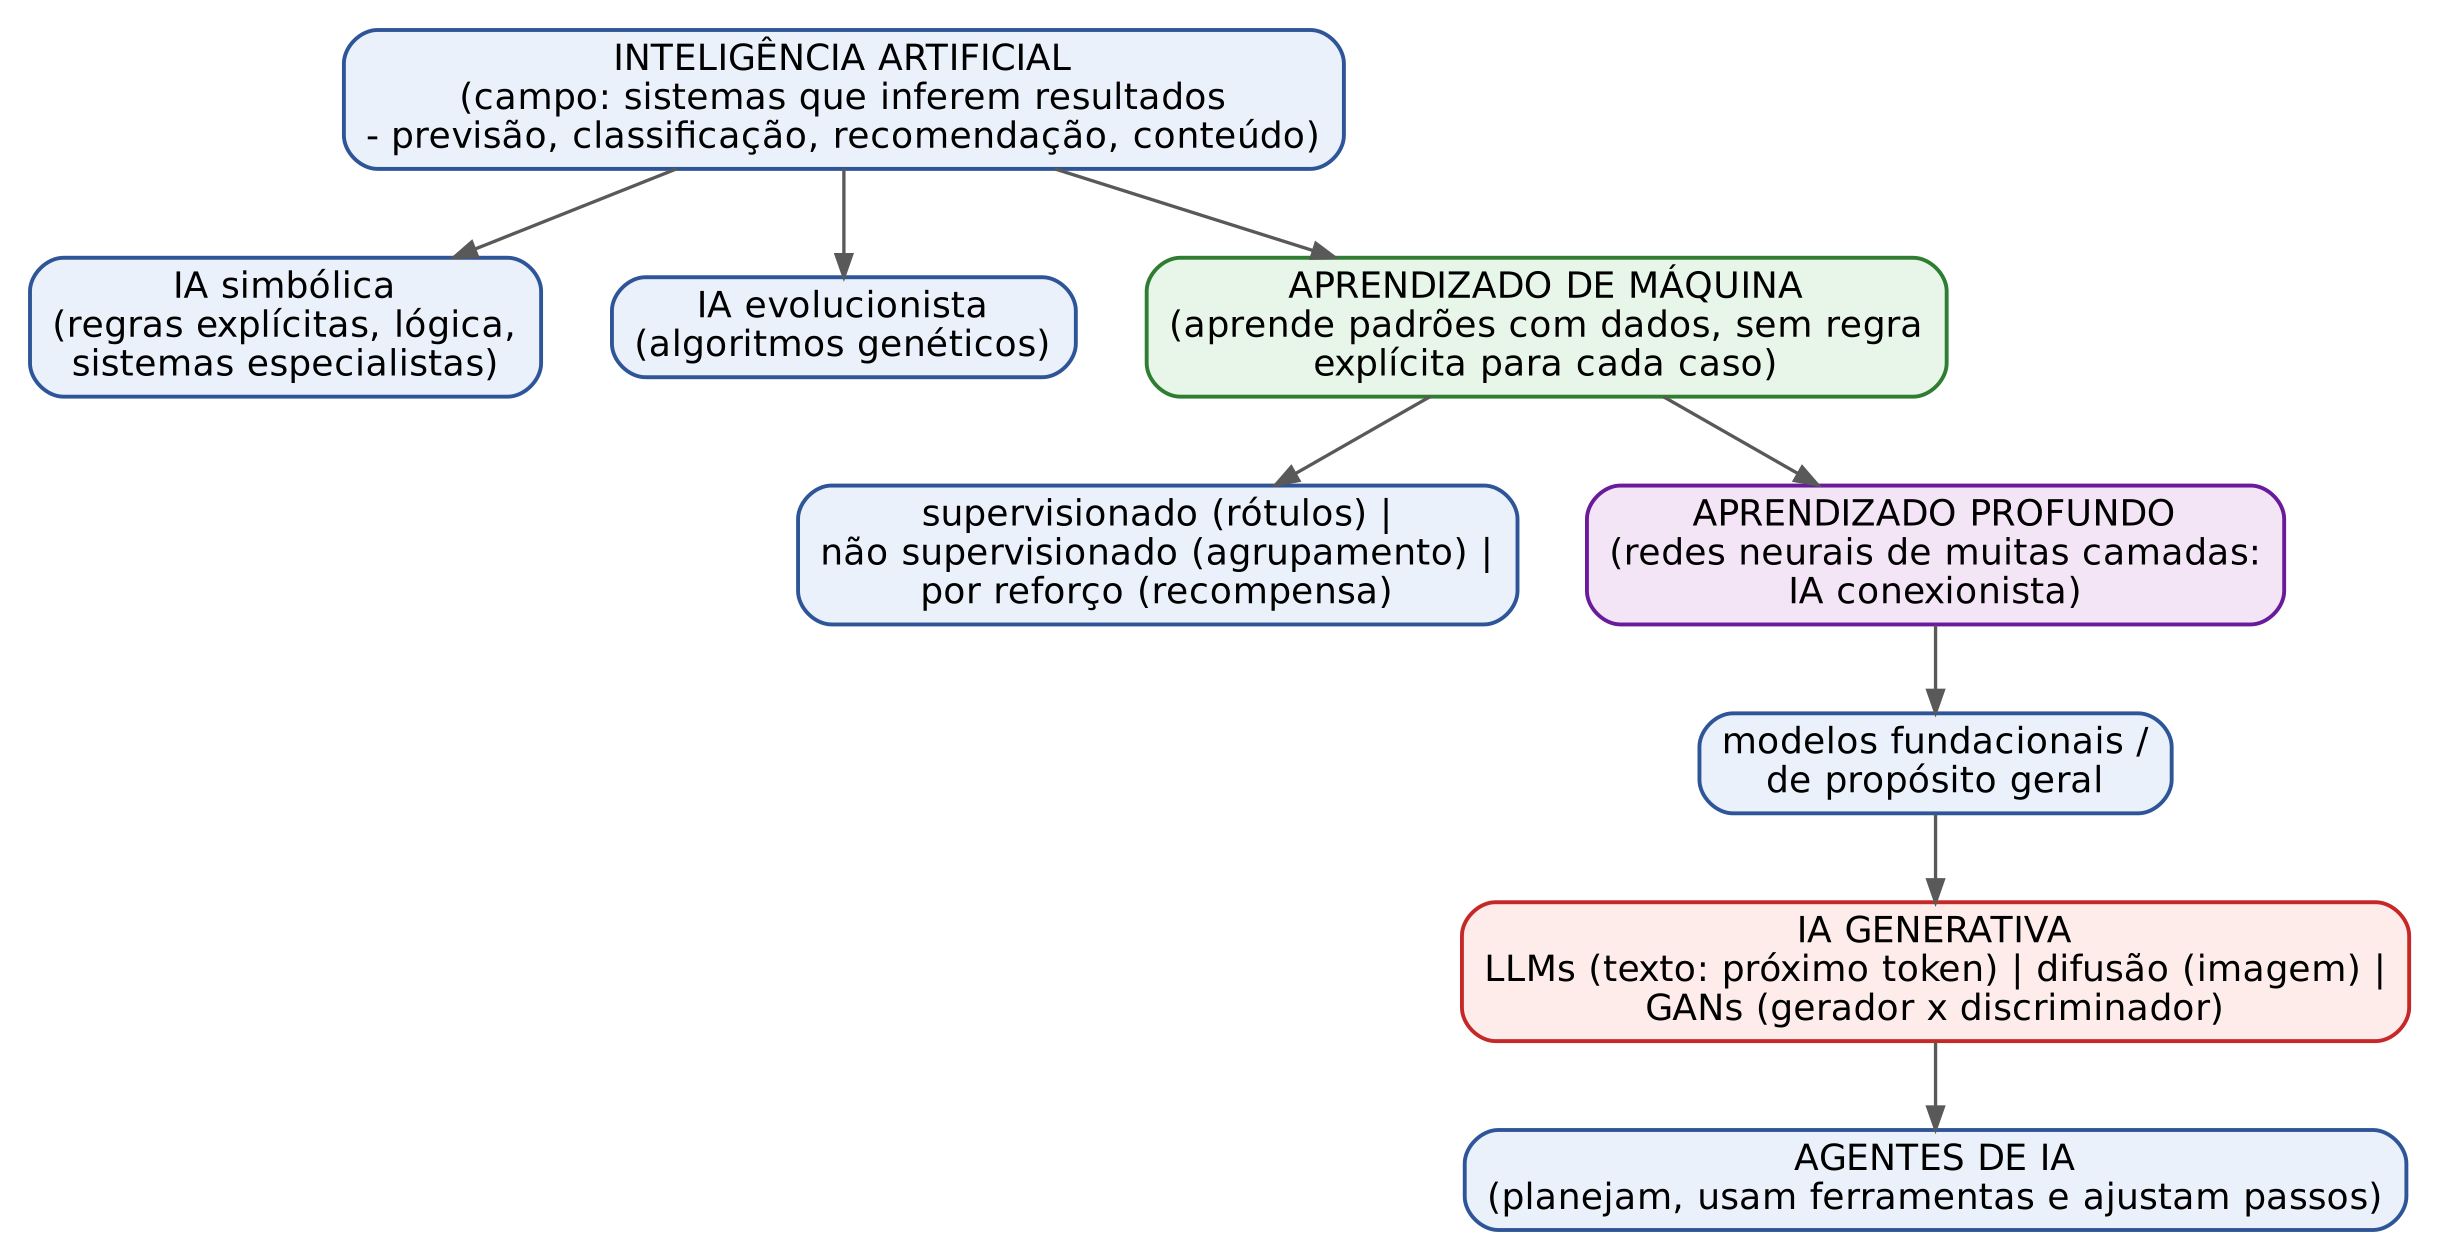 INTELIGÊNCIA ARTIFICIAL
(campo: sistemas que inferem resultados
- previsão, classificação, recomendação, conteúdo)
IA simbólica
(regras explícitas, lógica,
sistemas especialistas)
IA evolucionista
(algoritmos genéticos)
APRENDIZADO DE MÁQUINA
(aprende padrões com dados, sem regra
explícita para cada caso)
supervisionado (rótulos) |
não supervisionado (agrupamento) |
por reforço (recompensa)
APRENDIZADO PROFUNDO
(redes neurais de muitas camadas:
IA conexionista)
modelos fundacionais /
de propósito geral
IA GENERATIVA
LLMs (texto: próximo token) | difusão (imagem) |
GANs (gerador x discriminador)
AGENTES DE IA
(planejam, usam ferramentas e ajustam passos)